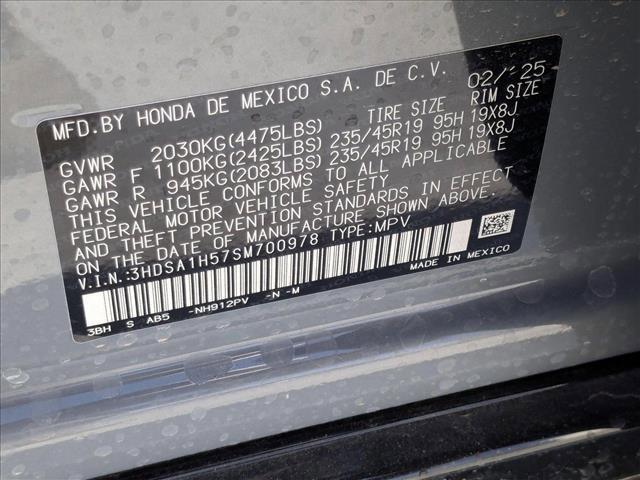 MFD.BY HONDA DE MEXICO S.A. DE C.V. 02/'25
TIRE SIZE RIM SIZE
GVWR 2030KG(4475LBS)
GAWR F 1100KG(2425LBS) 235/45R19 95H 19X8J
GAWR R 945KG(2083LBS) 235/45R19 95H 19X8J
THIS VEHICLE CONFORMS TO ALL APPLICABLE
FEDERAL MOTOR VEHICLE SAFETY
AND THEFT PREVENTION STANDARDS IN EFFECT
ON THE DATE OF MANUFACTURE SHOWN ABOVE.
V.I.N.:3HDSA1H57SM700978 TYPE:MPV
MADE IN MEXICO
3BH S AB5 -NH912PV -N -M